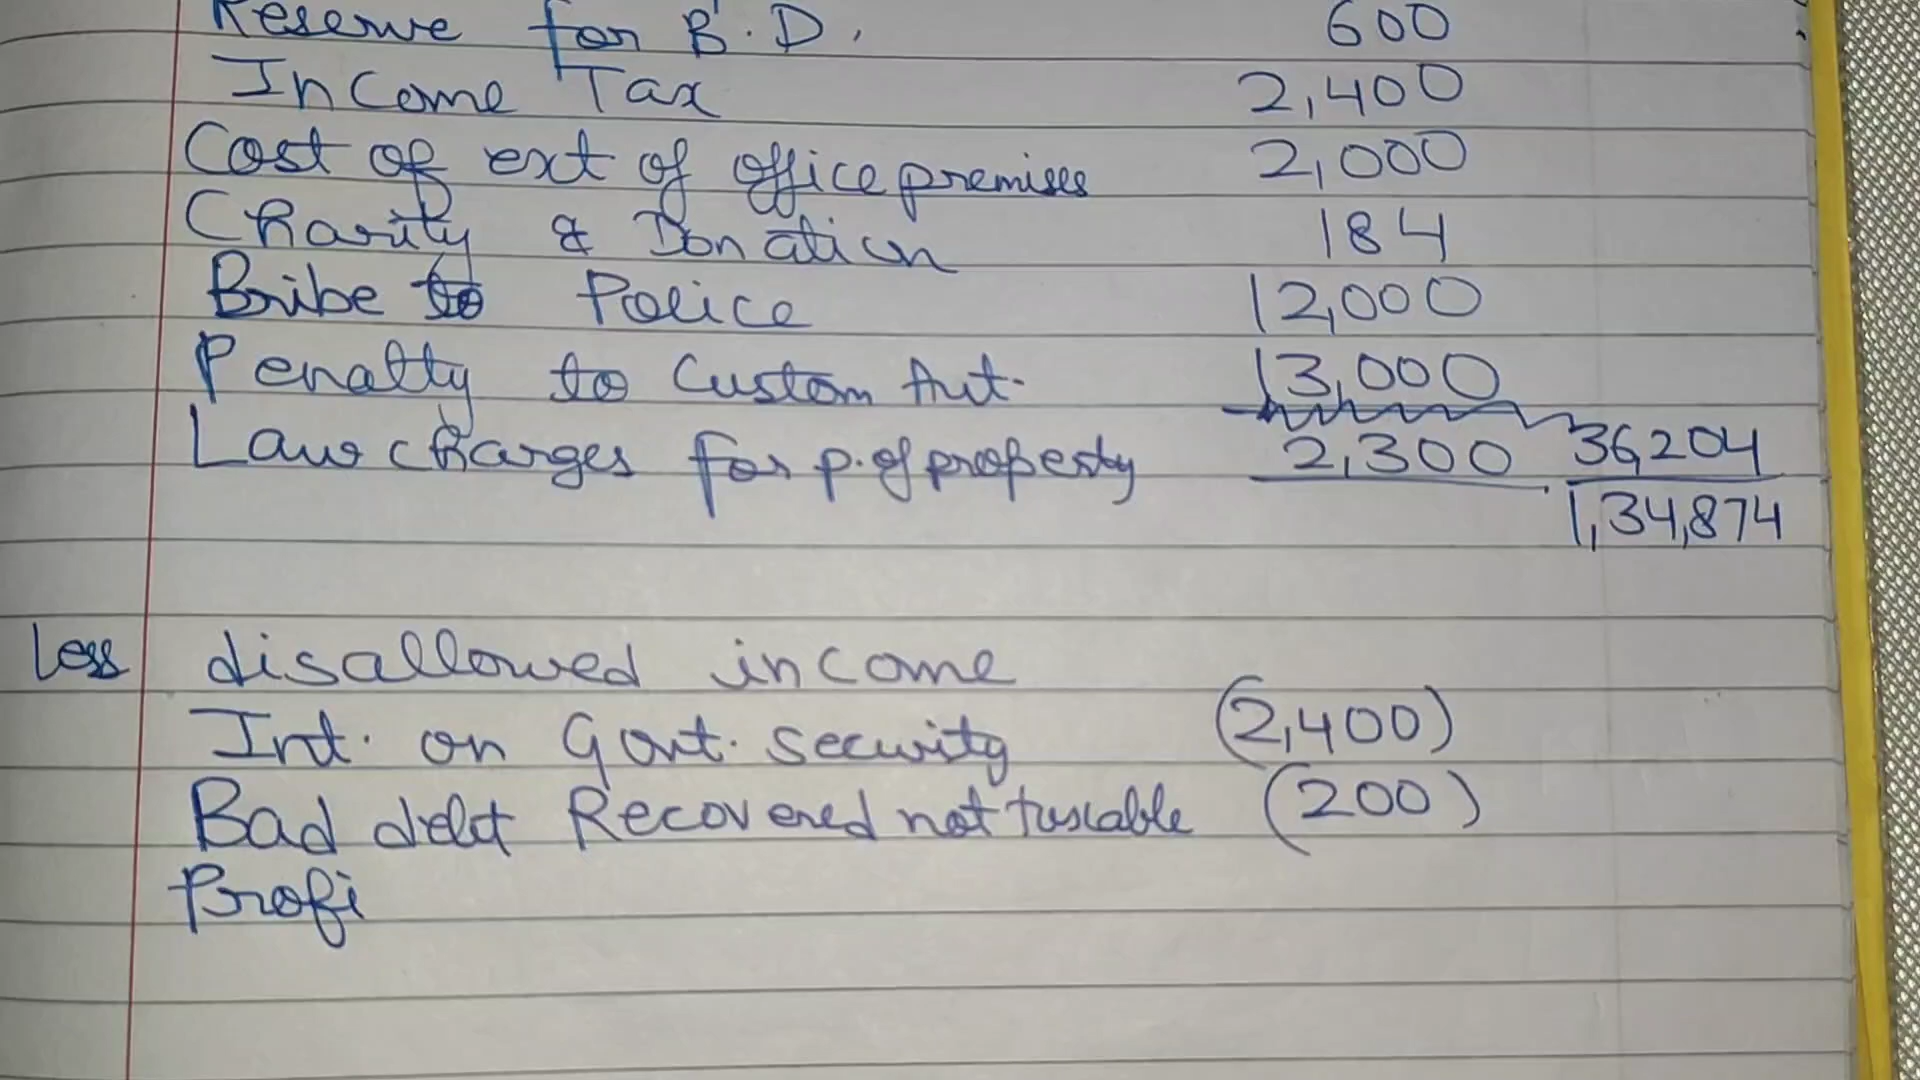 Reserve for B.D. 600
Income Tax 2,400
Cost of ext of office premises 2,000
Charity & Donation 184
Bribe to Police 12,000
Penalty to Custom Aut. 13,000
Law charges for p. of property 2,300 36,204
1,34,874
Less disallowed income
Int. on Govt. security (2,400)
Bad debt Recovered not taxable (200)
Profi